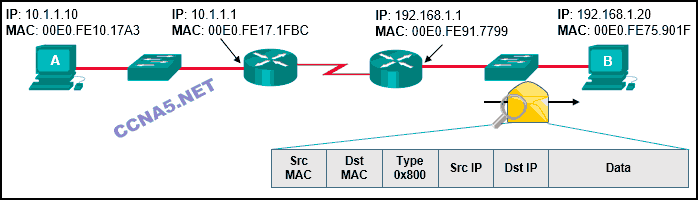 IP: 10.1.1.10
MAC: 00E0.FE10.17A3
IP: 10.1.1.1
MAC: 00E0.FE17.1FBC
IP: 192.168.1.1
MAC: 00E0.FE91.7799
IP: 192.168.1.20
MAC: 00E0.FE75.901F
A
B
CCNA5.NET
Src MAC
Dst MAC
Type 0x800
Src IP
Dst IP
Data